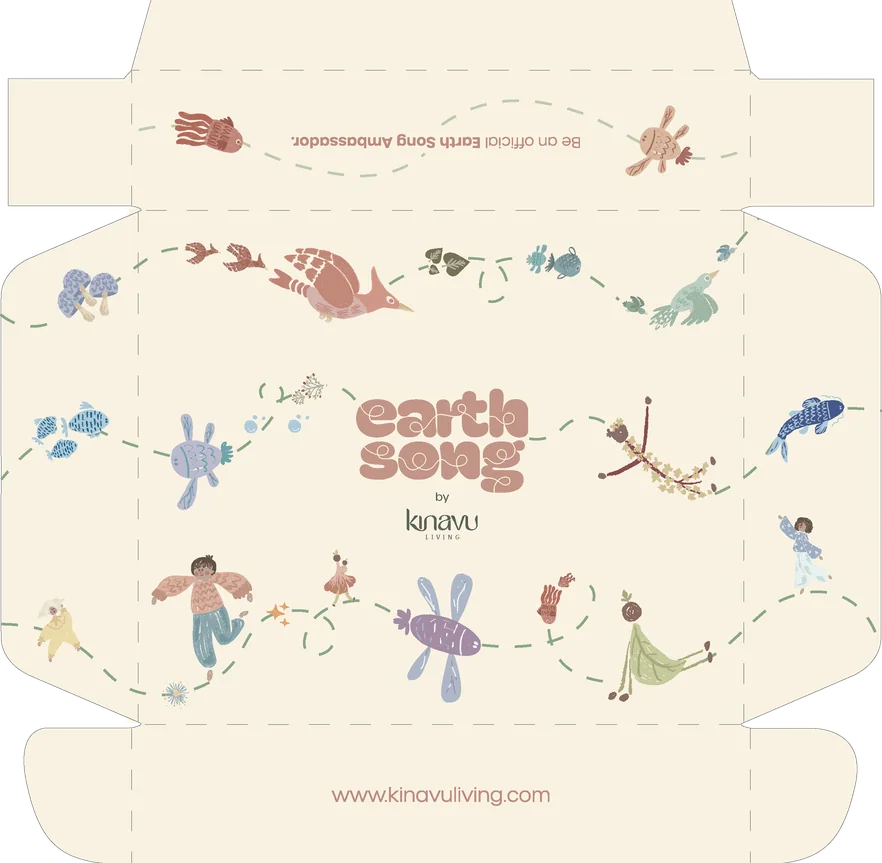 Be an official Earth Song Ambassador.
earth
song
by
kinavu
LIVING
www.kinavuliving.com